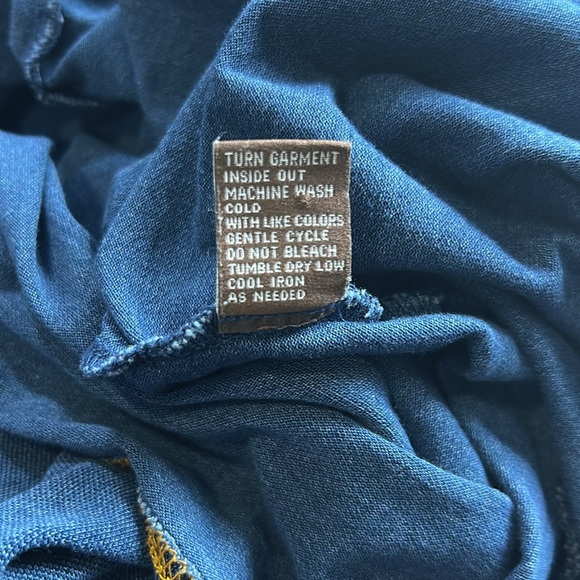 TURN GARMENT
INSIDE OUT
MACHINE WASH
COLD
WITH LIKE COLORS
GENTLE CYCLE
DO NOT BLEACH
TUMBLE DRY LOW
COOL IRON
AS NEEDED